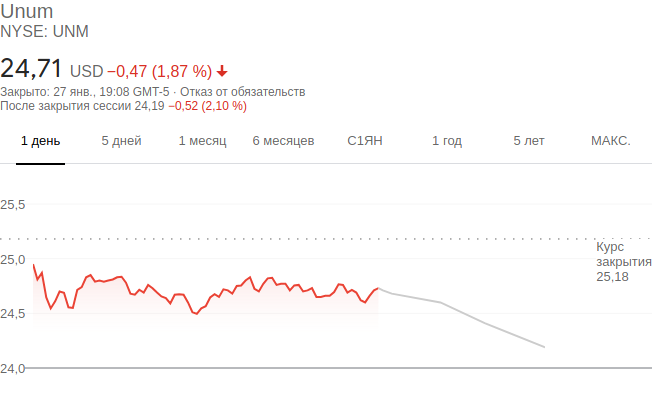 Unum
NYSE: UNM
24,71 USD −0,47 (1,87 %)
Закрыто: 27 янв., 19:08 GMT-5 · Отказ от обязательств
После закрытия сессии 24,19 −0,52 (2,10 %)
1 день 5 дней 1 месяц 6 месяцев С1ЯН 1 год 5 лет МАКС.
25,5
Курс
закрытия
25,18
25,0
24,5
24,0